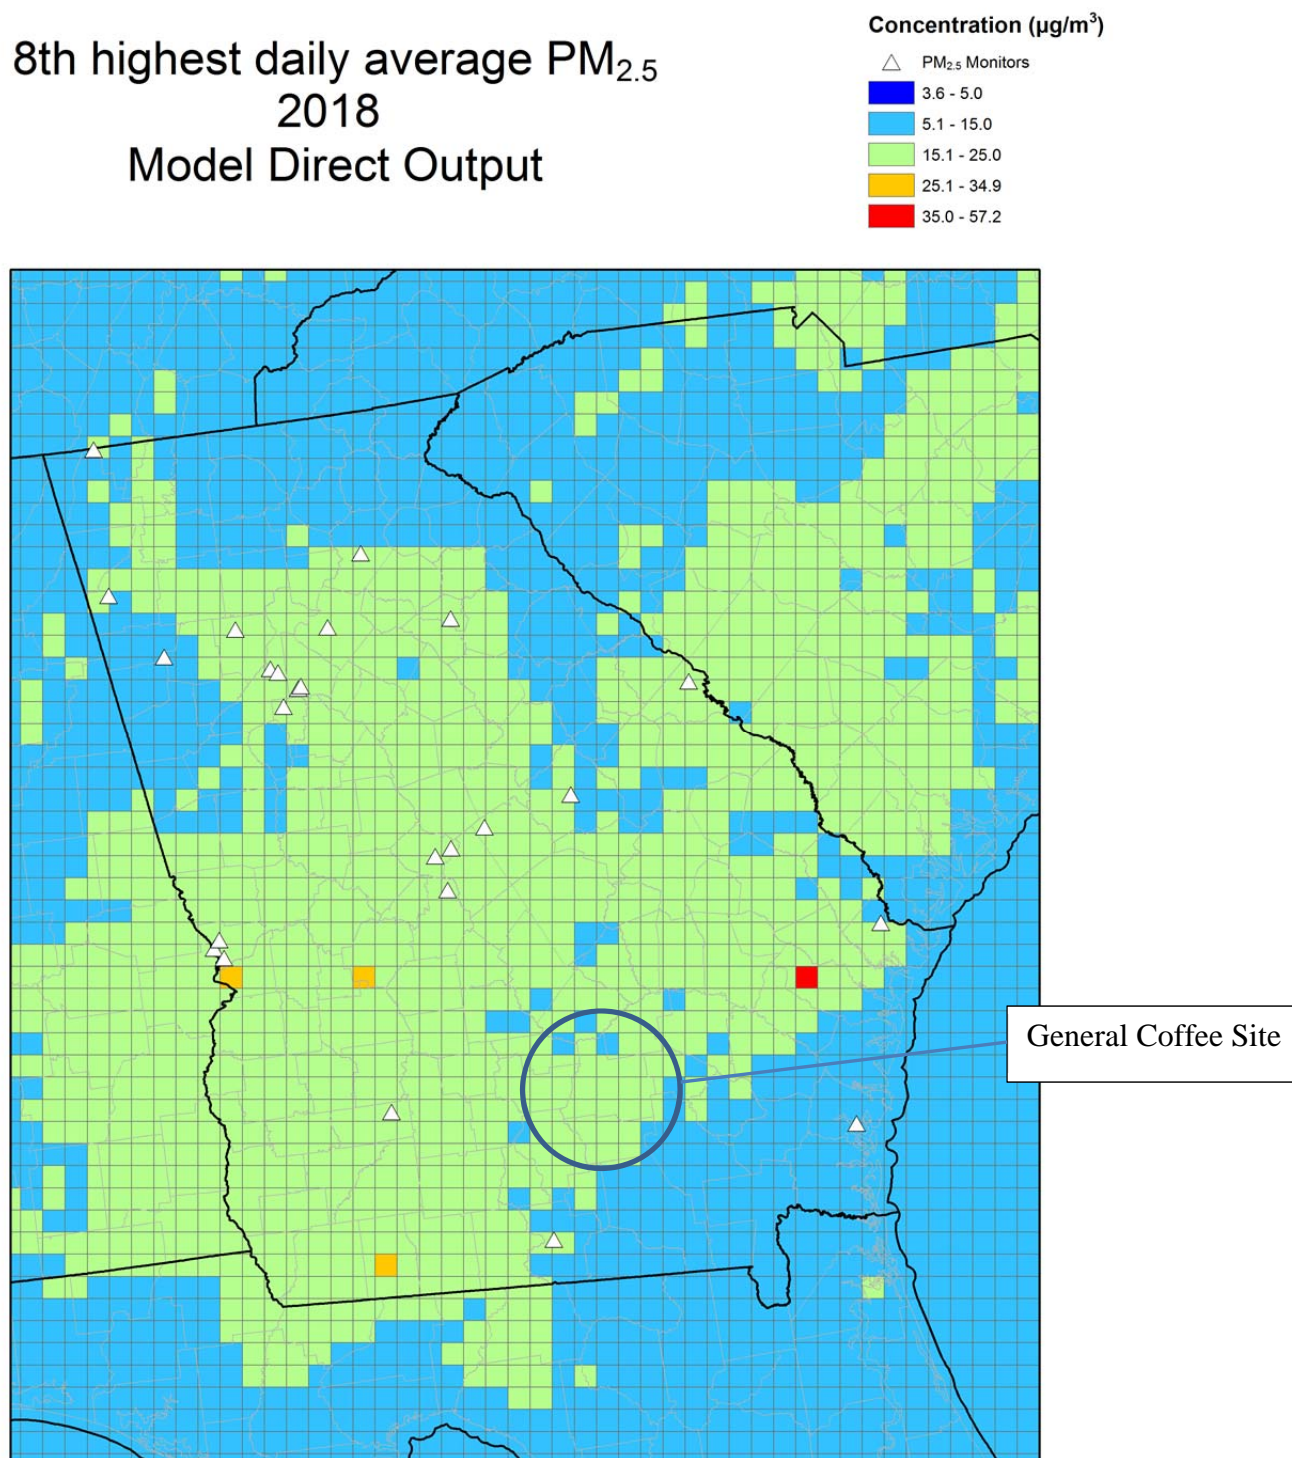 8th highest daily average PM2.5
2018
Model Direct Output
Concentration (µg/m³)
PM2.5 Monitors
3.6 - 5.0
5.1 - 15.0
15.1 - 25.0
25.1 - 34.9
35.0 - 57.2
General Coffee Site